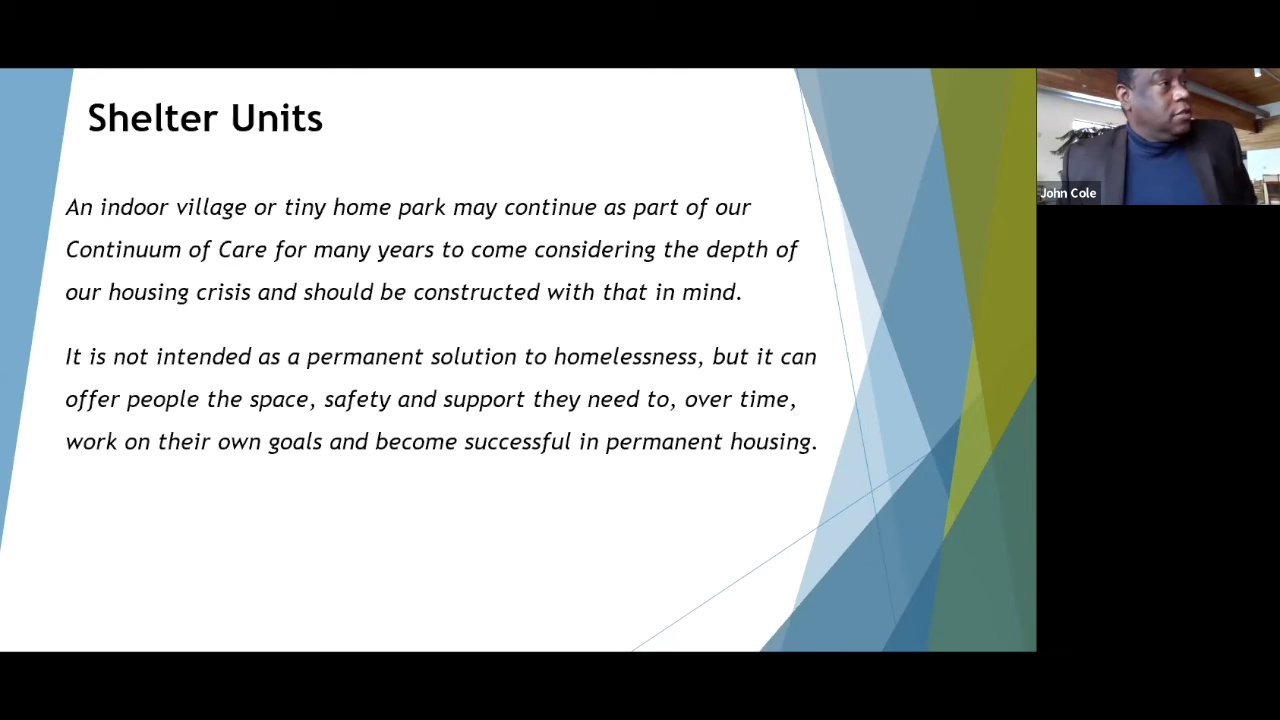 Shelter Units
An indoor village or tiny home park may continue as part of our
Continuum of Care for many years to come considering the depth of
our housing crisis and should be constructed with that in mind.
It is not intended as a permanent solution to homelessness, but it can
offer people the space, safety and support they need to, over time,
work on their own goals and become successful in permanent housing.
John Cole